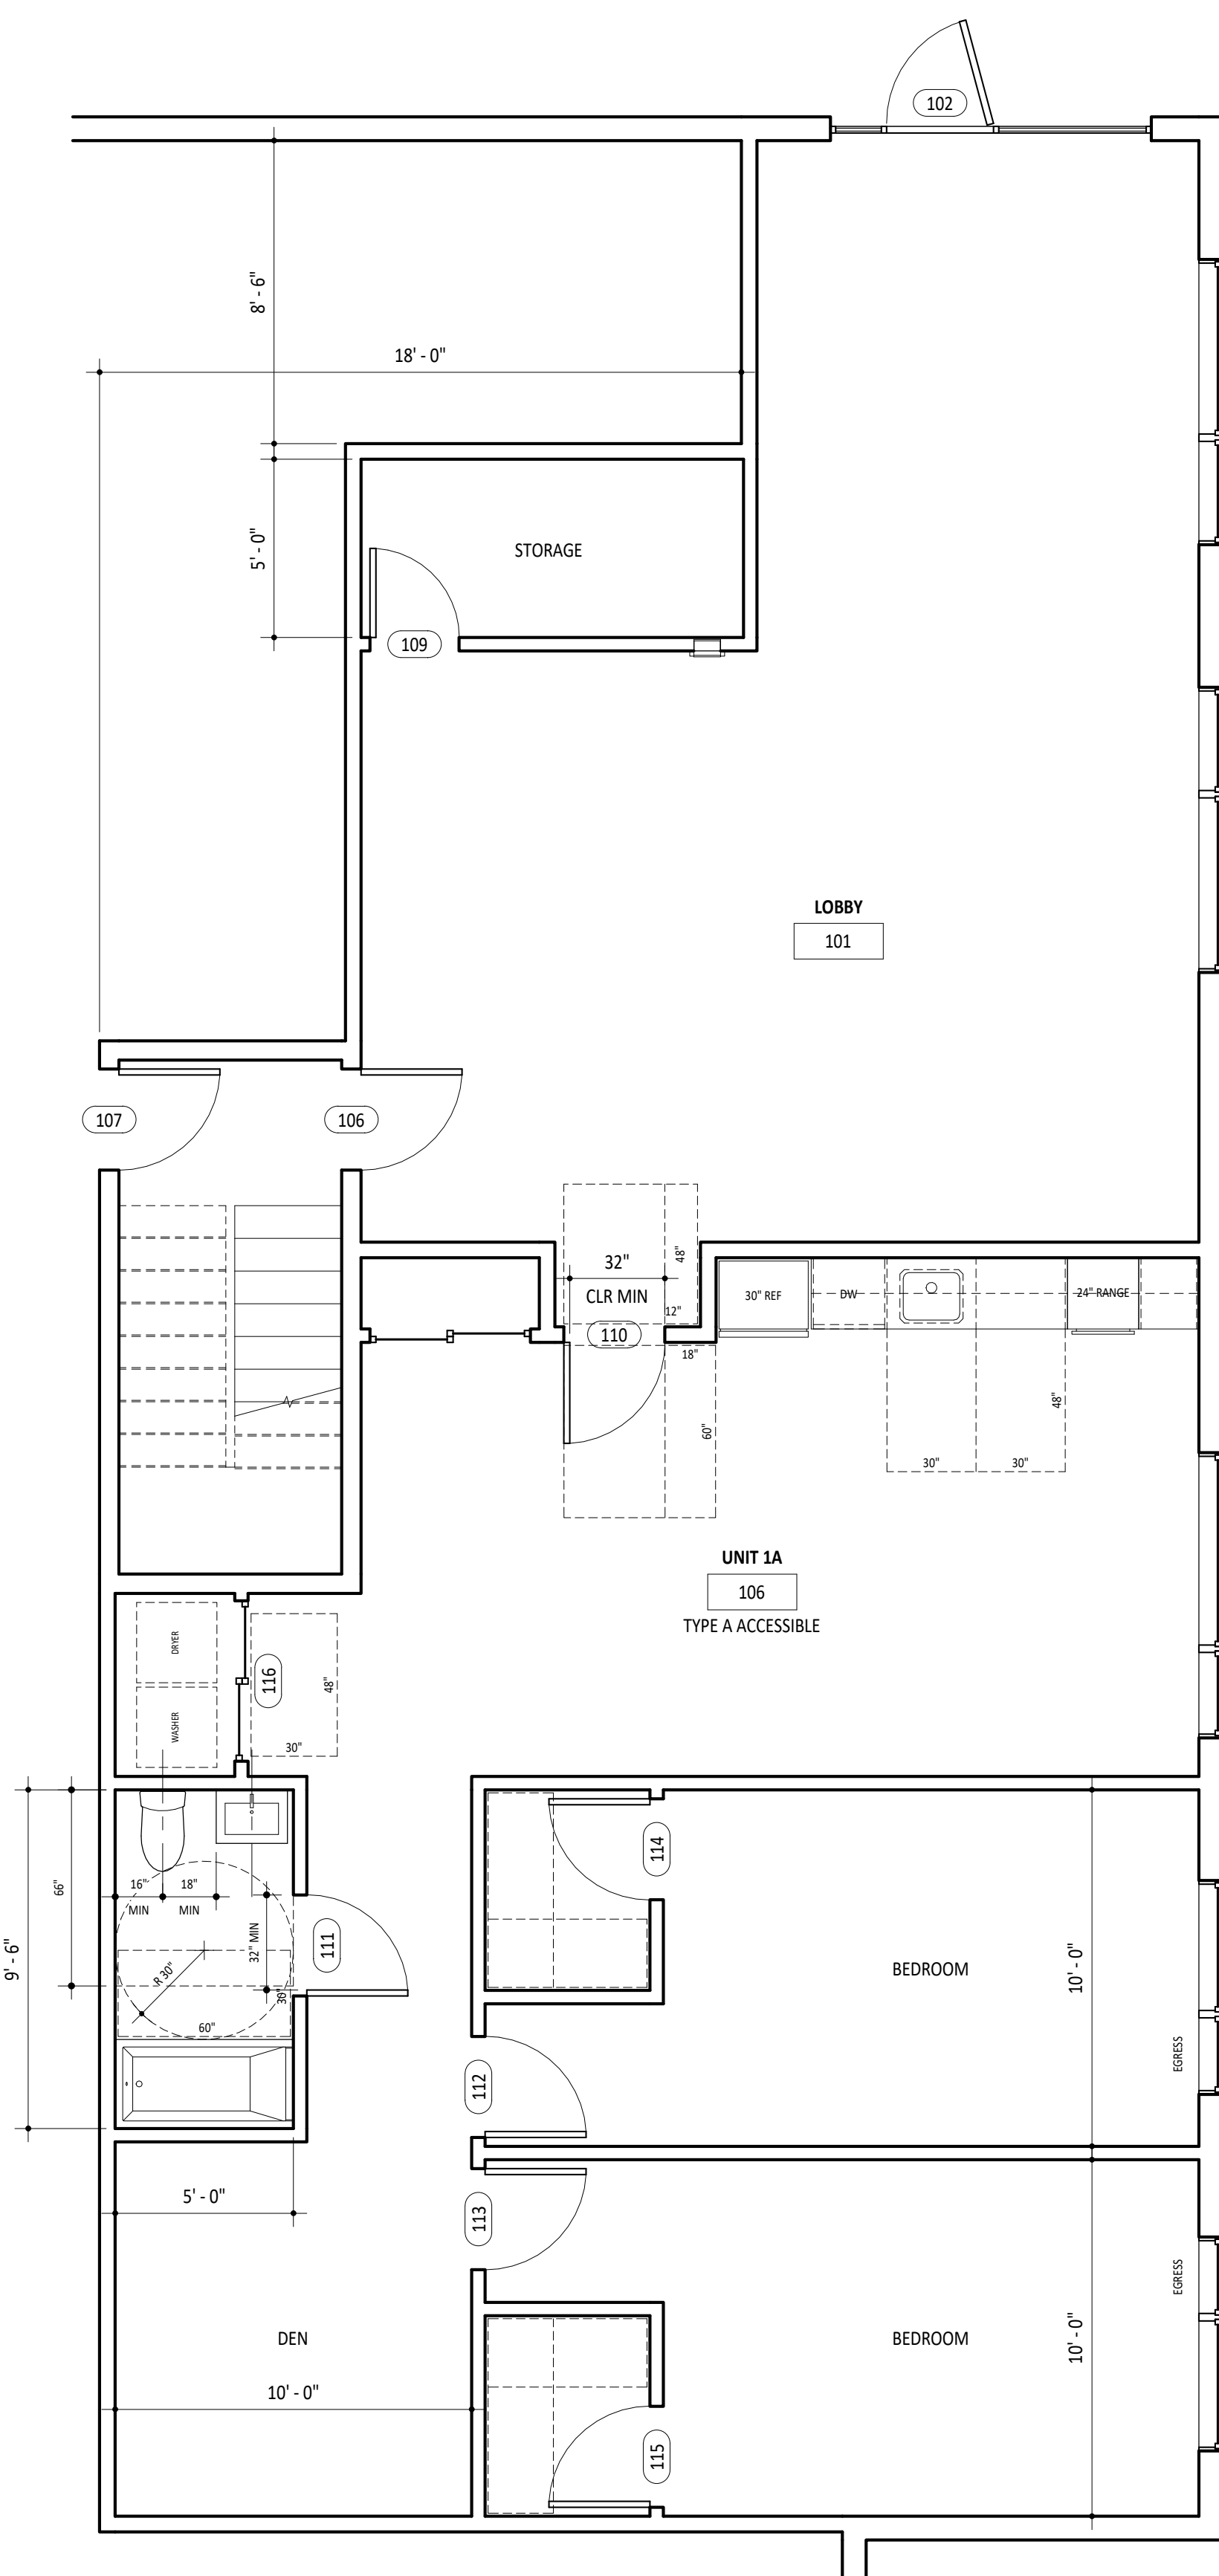 102
8' - 6"
18' - 0"
5' - 0"
STORAGE
109
LOBBY
101
107
106
32"
CLR MIN
48"
12"
110
18"
60"
30" REF
DW
24" RANGE
48"
30"
30"
UNIT 1A
106
TYPE A ACCESSIBLE
DRYER
WASHER
116
48"
30"
9' - 6"
66"
16"
MIN
18"
MIN
32" MIN
R 30"
30"
60"
111
114
BEDROOM
10' - 0"
EGRESS
112
5' - 0"
113
DEN
10' - 0"
BEDROOM
10' - 0"
EGRESS
115